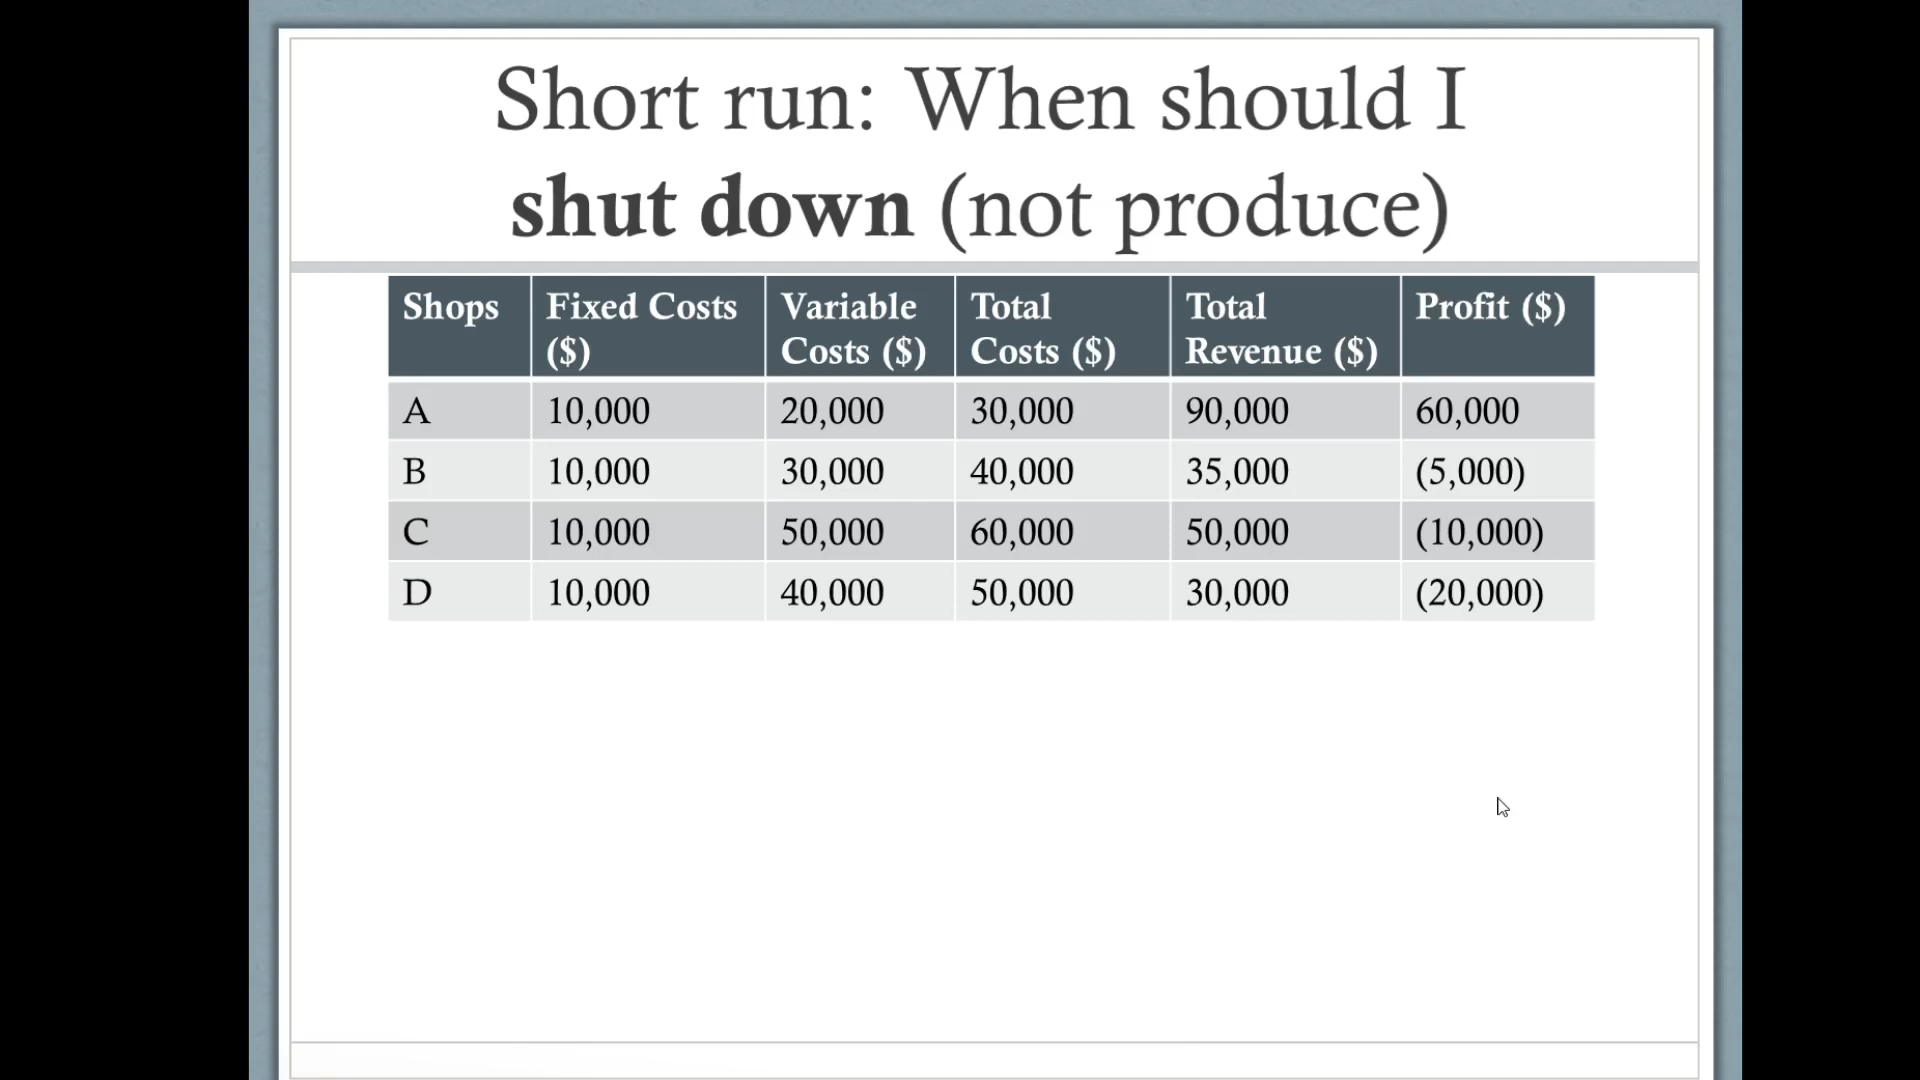 Short run: When should I
shut down (not produce)
Shops Fixed Costs ($) Variable Costs ($) Total Costs ($) Total Revenue ($) Profit ($)
A 10,000 20,000 30,000 90,000 60,000
B 10,000 30,000 40,000 35,000 (5,000)
C 10,000 50,000 60,000 50,000 (10,000)
D 10,000 40,000 50,000 30,000 (20,000)